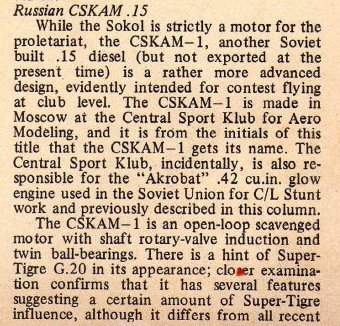 Russian CSKAM .15
While the Sokol is strictly a motor for the
proletariat, the CSKAM-1, another Soviet
built .15 diesel (but not exported at the
present time) is a rather more advanced
design, evidently intended for contest flying
at club level. The CSKAM-1 is made in
Moscow at the Central Sport Klub for Aero
Modeling, and it is from the initials of this
title that the CSKAM-1 gets its name. The
Central Sport Klub, incidentally, is also re-
sponsible for the “Akrobat” .42 cu.in. glow
engine used in the Soviet Union for C/L Stunt
work and previously described in this column.
The CSKAM-1 is an open-loop scavenged
motor with shaft rotary-valve induction and
twin ball-bearings. There is a hint of Super-
Tigre G.20 in its appearance; closer examina-
tion confirms that it has several features
suggesting a certain amount of Super-Tigre
influence, although it differs from all recent